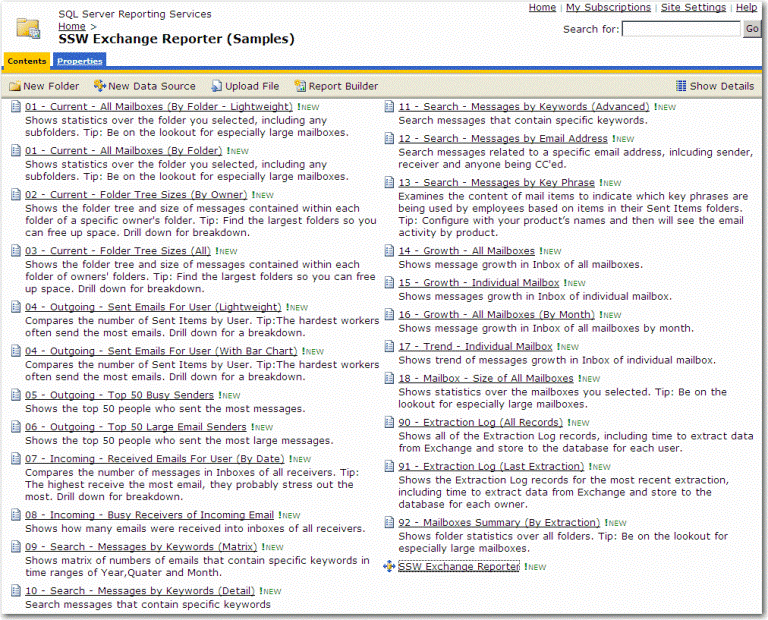 Home | My Subscriptions | Site Settings | Help
SQL Server Reporting Services
Home >
SSW Exchange Reporter (Samples)
Search for: Go
Contents Properties
New Folder New Data Source Upload File Report Builder Show Details
01 - Current - All Mailboxes (By Folder - Lightweight) !NEW
Shows statistics over the folder you selected, including any
subfolders. Tip: Be on the lookout for especially large mailboxes.
01 - Current - All Mailboxes (By Folder) !NEW
Shows statistics over the folder you selected, including any
subfolders. Tip: Be on the lookout for especially large mailboxes.
02 - Current - Folder Tree Sizes (By Owner) !NEW
Shows the folder tree and size of messages contained within each
folder of a specific owner's folder. Tip: Find the largest folders so you
can free up space. Drill down for breakdown.
03 - Current - Folder Tree Sizes (All) !NEW
Shows the folder tree and size of messages contained within each
folder of owners' folders. Tip: Find the largest folders so you can free
up space. Drill down for breakdown.
04 - Outgoing - Sent Emails For User (Lightweight) !NEW
Compares the number of Sent Items by User. Tip:The hardest workers
often send the most emails. Drill down for a breakdown.
04 - Outgoing - Sent Emails For User (With Bar Chart) !NEW
Compares the number of Sent Items by User. Tip:The hardest workers
often send the most emails. Drill down for a breakdown.
05 - Outgoing - Top 50 Busy Senders !NEW
Shows the top 50 people who sent the most messages.
06 - Outgoing - Top 50 Large Email Senders !NEW
Shows the top 50 people who sent the most large messages.
07 - Incoming - Received Emails For User (By Date) !NEW
Compares the number of messages in Inboxes of all receivers. Tip:
The highest receive the most email, they probably stress out the
most. Drill down for breakdown.
08 - Incoming - Busy Receivers of Incoming Email !NEW
Shows how many emails were received into inboxes of all receivers.
09 - Search - Messages by Keywords (Matrix) !NEW
Shows matrix of numbers of emails that contain specific keywords in
time ranges of Year,Quater and Month.
10 - Search - Messages by Keywords (Detail) !NEW
Search messages that contain specific keywords
11 - Search - Messages by Keywords (Advanced) !NEW
Search messages that contain specific keywords.
12 - Search - Messages by Email Address !NEW
Search messages related to a specific email address, inlcuding sender,
receiver and anyone being CC'ed.
13 - Search - Messages by Key Phrase !NEW
Examines the content of mail items to indicate which key phrases are
being used by employees based on items in their Sent Items folders.
Tip: Configure with your product's names and then will see the email
activity by product.
14 - Growth - All Mailboxes !NEW
Shows message growth in Inbox of all mailboxes.
15 - Growth - Individual Mailbox !NEW
Shows messages growth in Inbox of individual mailbox.
16 - Growth - All Mailboxes (By Month) !NEW
Shows message growth in Inbox of all mailboxes by month.
17 - Trend - Individual Mailbox !NEW
Shows trend of messages growth in Inbox of individual mailbox.
18 - Mailbox - Size of All Mailboxes !NEW
Shows statistics over the mailboxes you selected. Tip: Be on the
lookout for especially large mailboxes.
90 - Extraction Log (All Records) !NEW
Shows all of the Extraction Log records, including time to extract data
from Exchange and store to the database for each user.
91 - Extraction Log (Last Extraction) !NEW
Shows the Extraction Log records for the most recent extraction,
including time to extract data from Exchange and store to the
database for each owner.
92 - Mailboxes Summary (By Extraction) !NEW
Shows folder statistics over all folders. Tip: Be on the lookout for
especially large mailboxes.
SSW Exchange Reporter !NEW